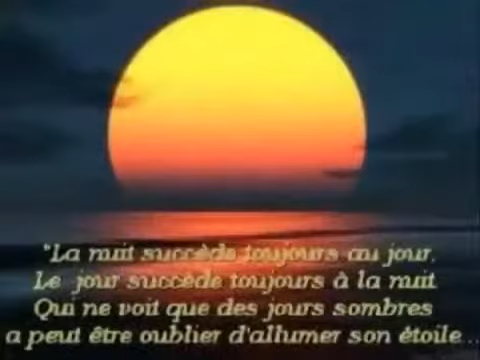 "La nuit succède toujours au jour.
Le jour succède toujours à la nuit
Qui ne voit que des jours sombres
a peut être oublier d'allumer son étoile...